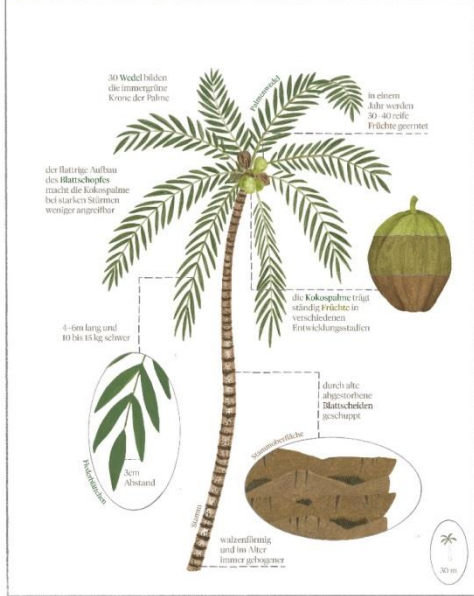 30 Wedel bilden
die immergrüne
Krone der Palme
Palmenwedel
in einem
Jahr werden
30-40 reife
Früchte geerntet
der flattrige Aufbau
des Blattschopfes
macht die Kokospalme
bei starken Stürmen
weniger angreifbar
die Kokospalme trägt
ständig Früchte in
verschiedenen
Entwicklungsstadien
4-6m lang und
10 bis 15 kg schwer
durch alte
abgestorbene
Blattscheiden
geschuppt
Fiederblättchen
3cm
Abstand
Stammoberfläche
Stamm
walzenförmig
und im Alter
immer gebogener
30 m